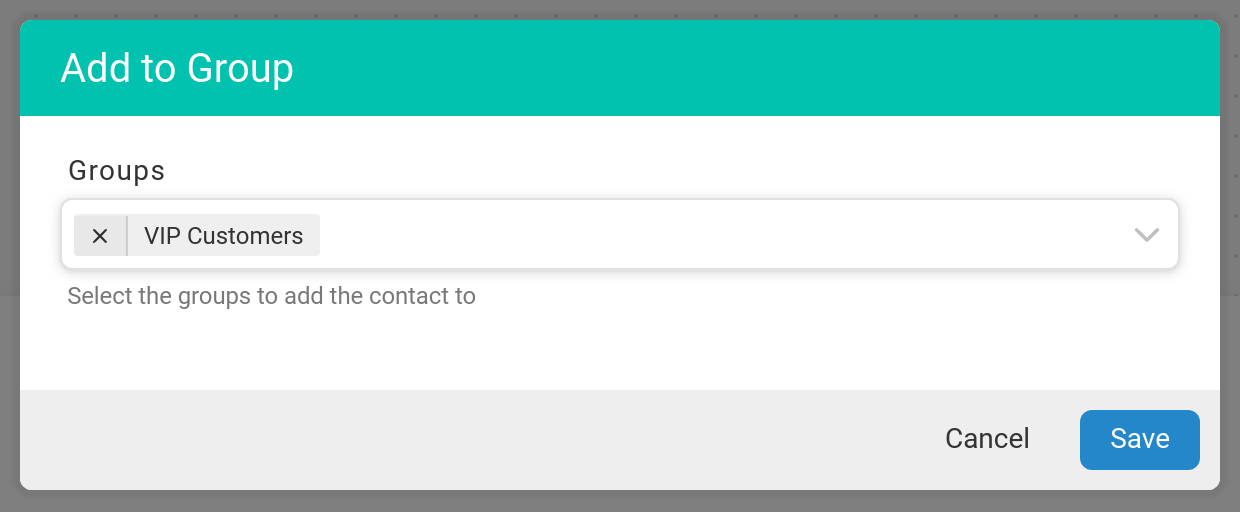 Add to Group
Groups
VIP Customers
Select the groups to add the contact to
Cancel
Save